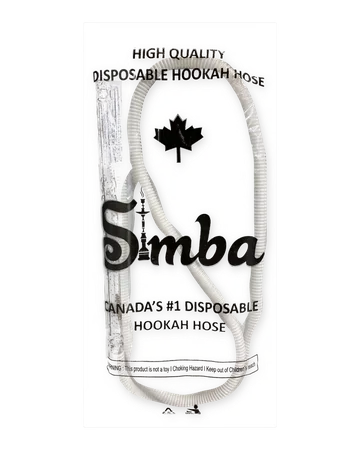 HIGH QUALITY
DISPOSABLE HOOKAH HOSE
Simba
CANADA'S #1 DISPOSABLE
HOOKAH HOSE
WARNING : This product is not a toy I Choking Hazard I Keep out of Children's reach